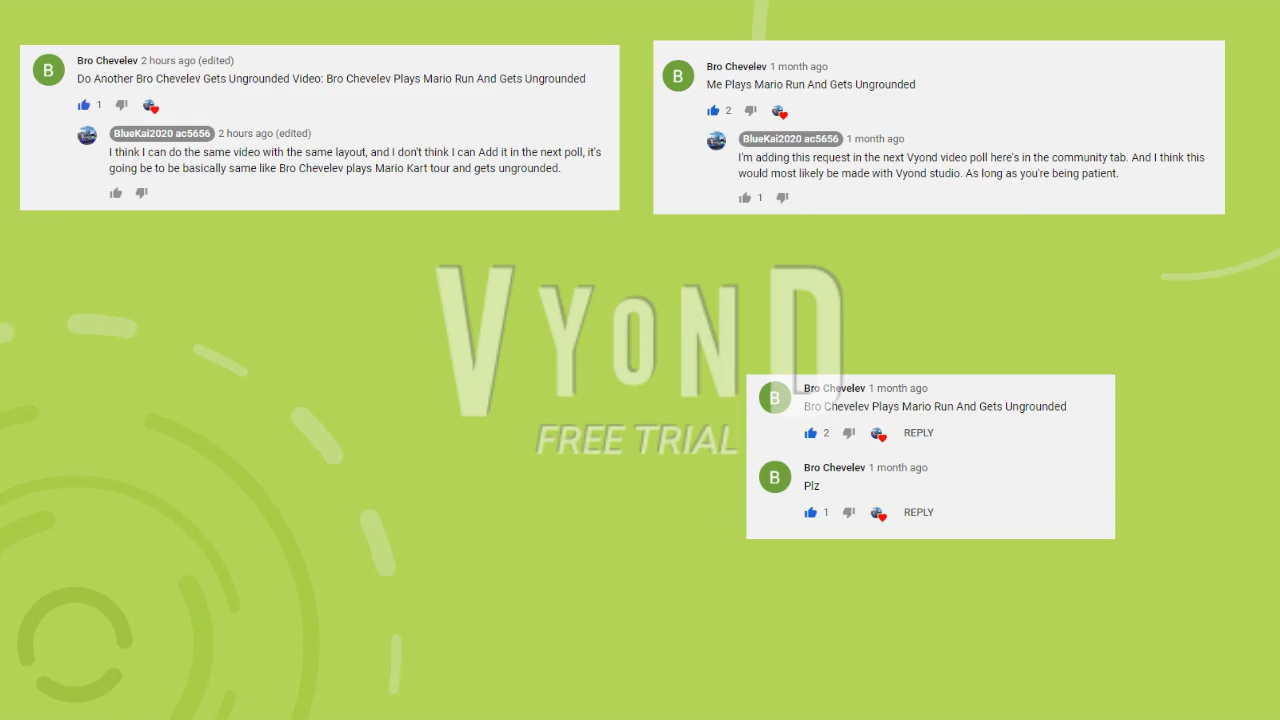 Bro Chevelev 2 hours ago (edited)
Do Another Bro Chevelev Gets Ungrounded Video: Bro Chevelev Plays Mario Run And Gets Ungrounded
1
BlueKai2020 ac5656 2 hours ago (edited)
I think I can do the same video with the same layout, and I don't think I can Add it in the next poll, it's
going be to be basically same like Bro Chevelev plays Mario Kart tour and gets ungrounded.
B
Bro Chevelev 1 month ago
Me Plays Mario Run And Gets Ungrounded
2
BlueKai2020 ac5656 1 month ago
I'm adding this request in the next Vyond video poll here's in the community tab. And I think this
would most likely be made with Vyond studio. As long as you're being patient.
1
B
VYOND
FREE TRIAL
Bro Chevelev 1 month ago
Bro Chevelev Plays Mario Run And Gets Ungrounded
2 REPLY
B
Bro Chevelev 1 month ago
Plz
1 REPLY
B